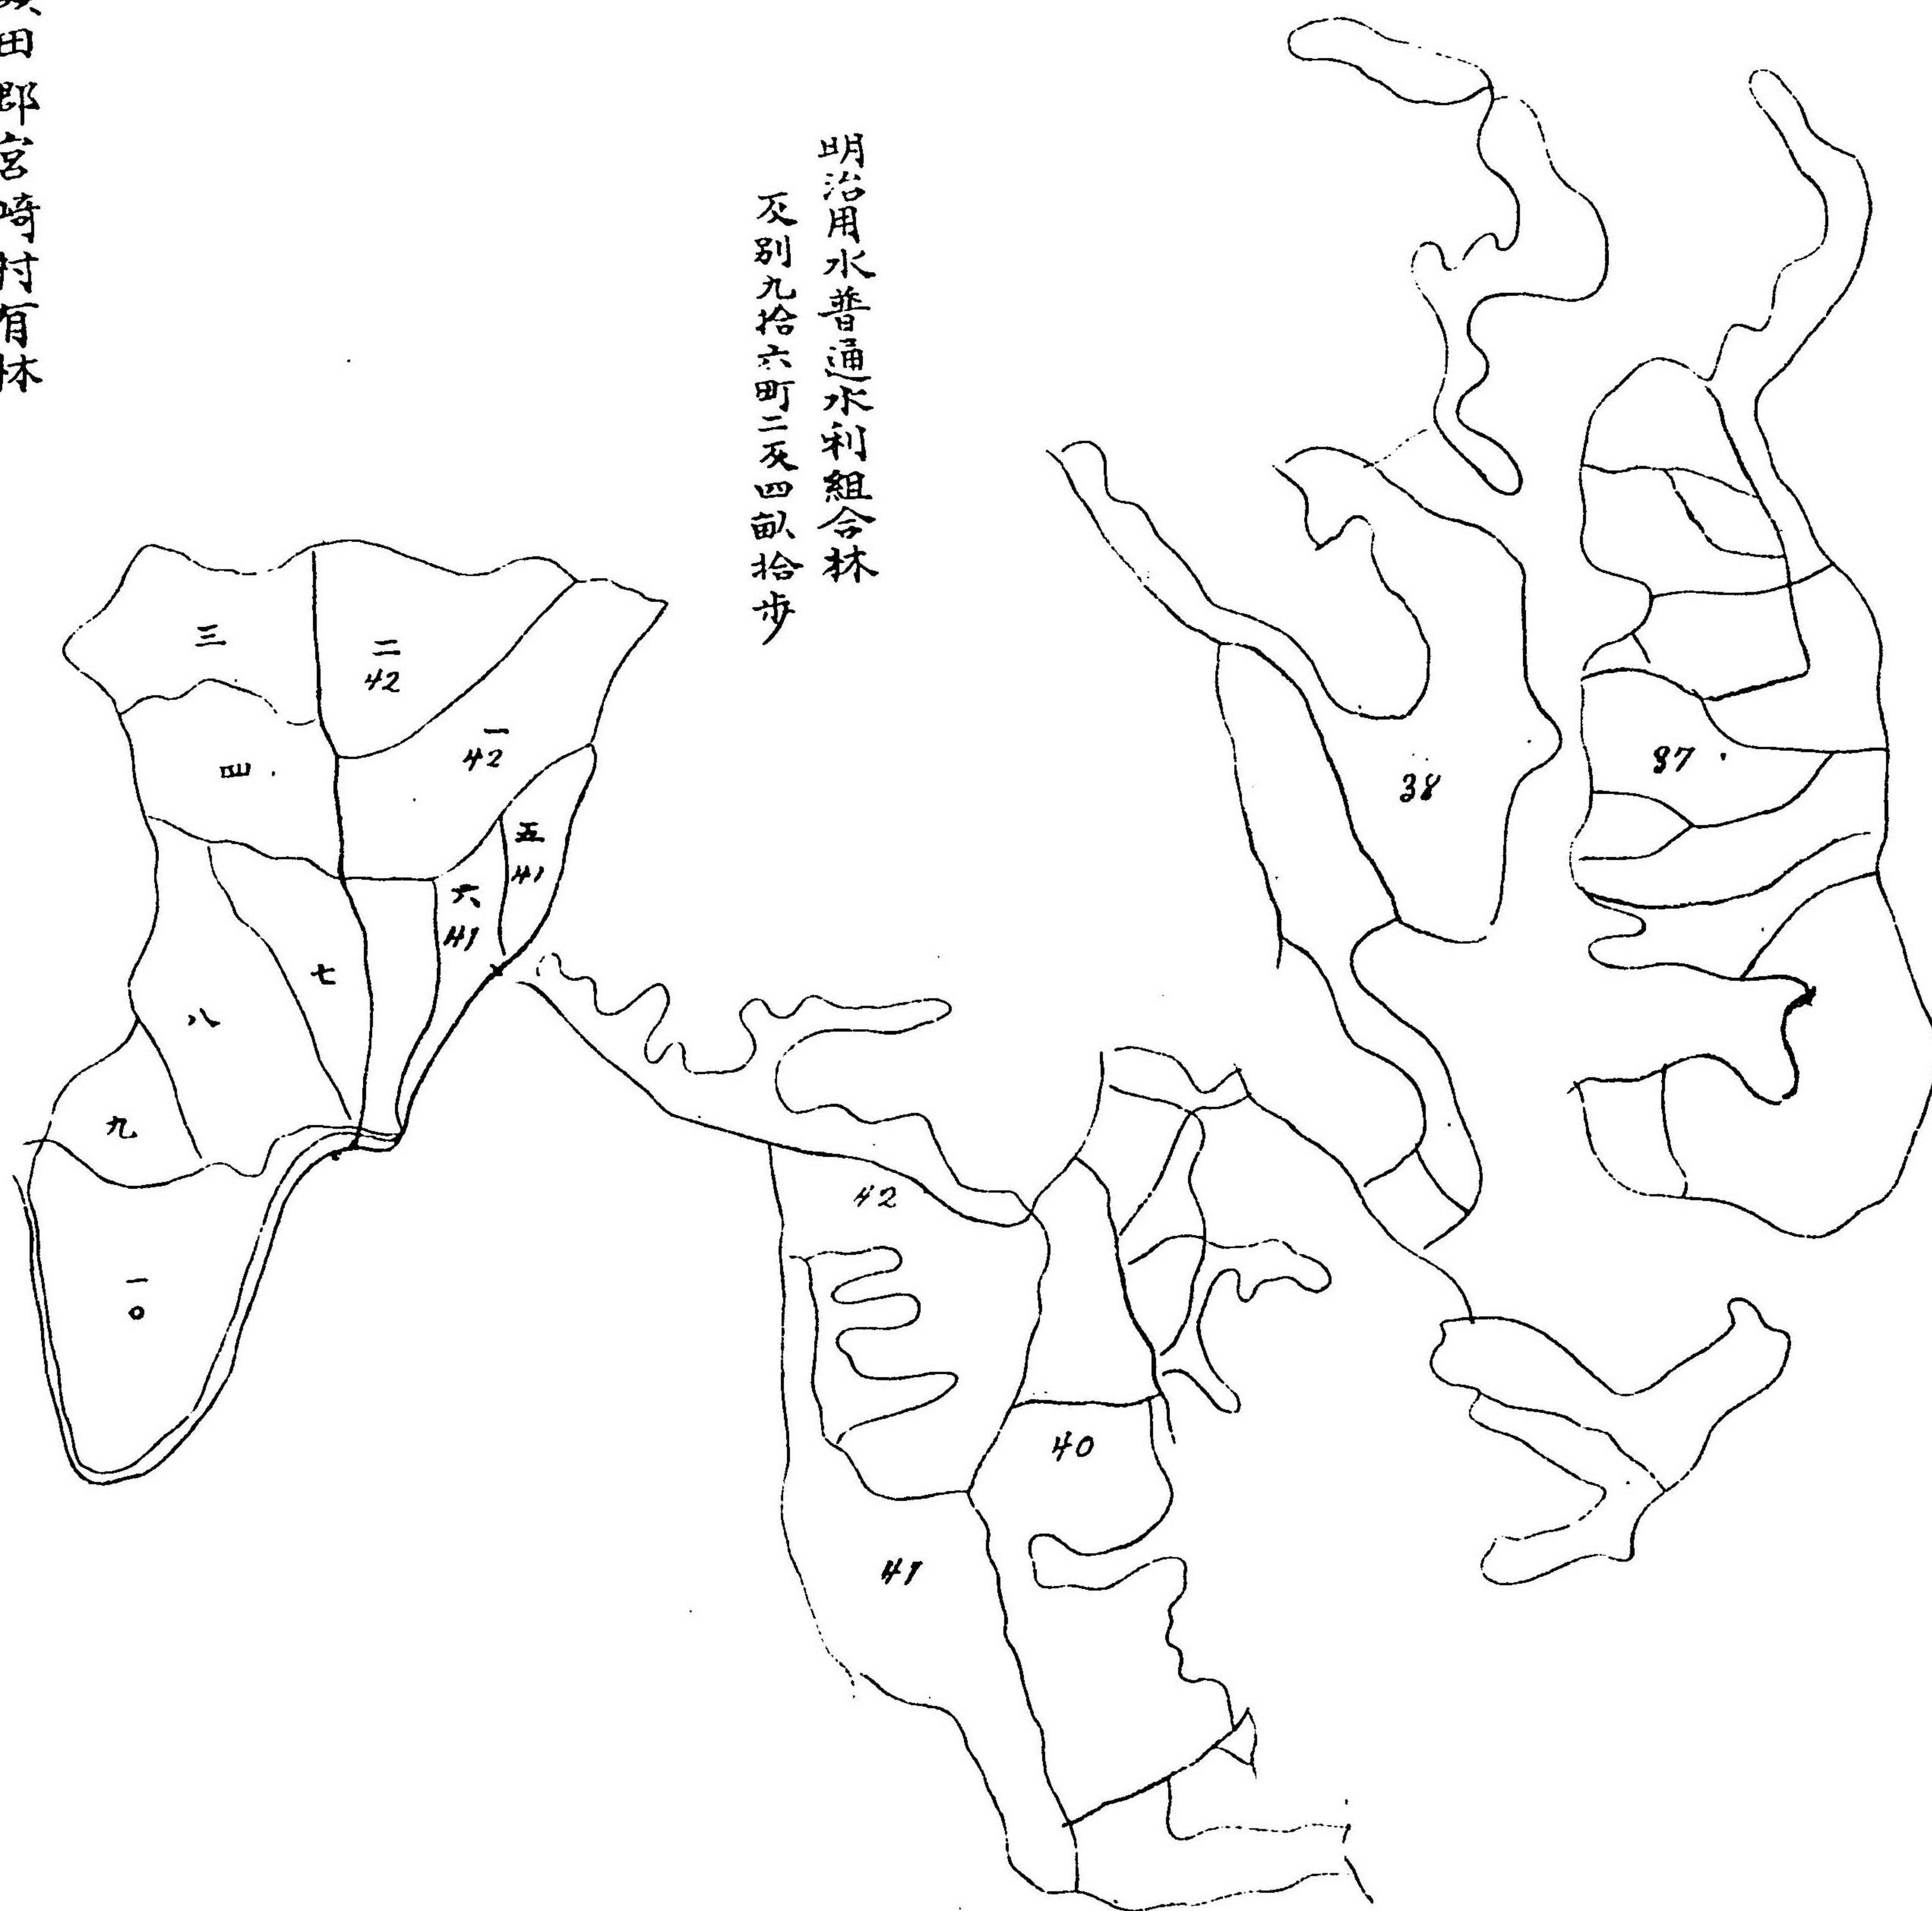 明治用水普通水利組合林
反別九拾六町二反四畝拾歩
田郡宮崎村有林
三
二
42
一
42
四
五
41
六
41
七
八
九
一〇
42
40
41
38
37